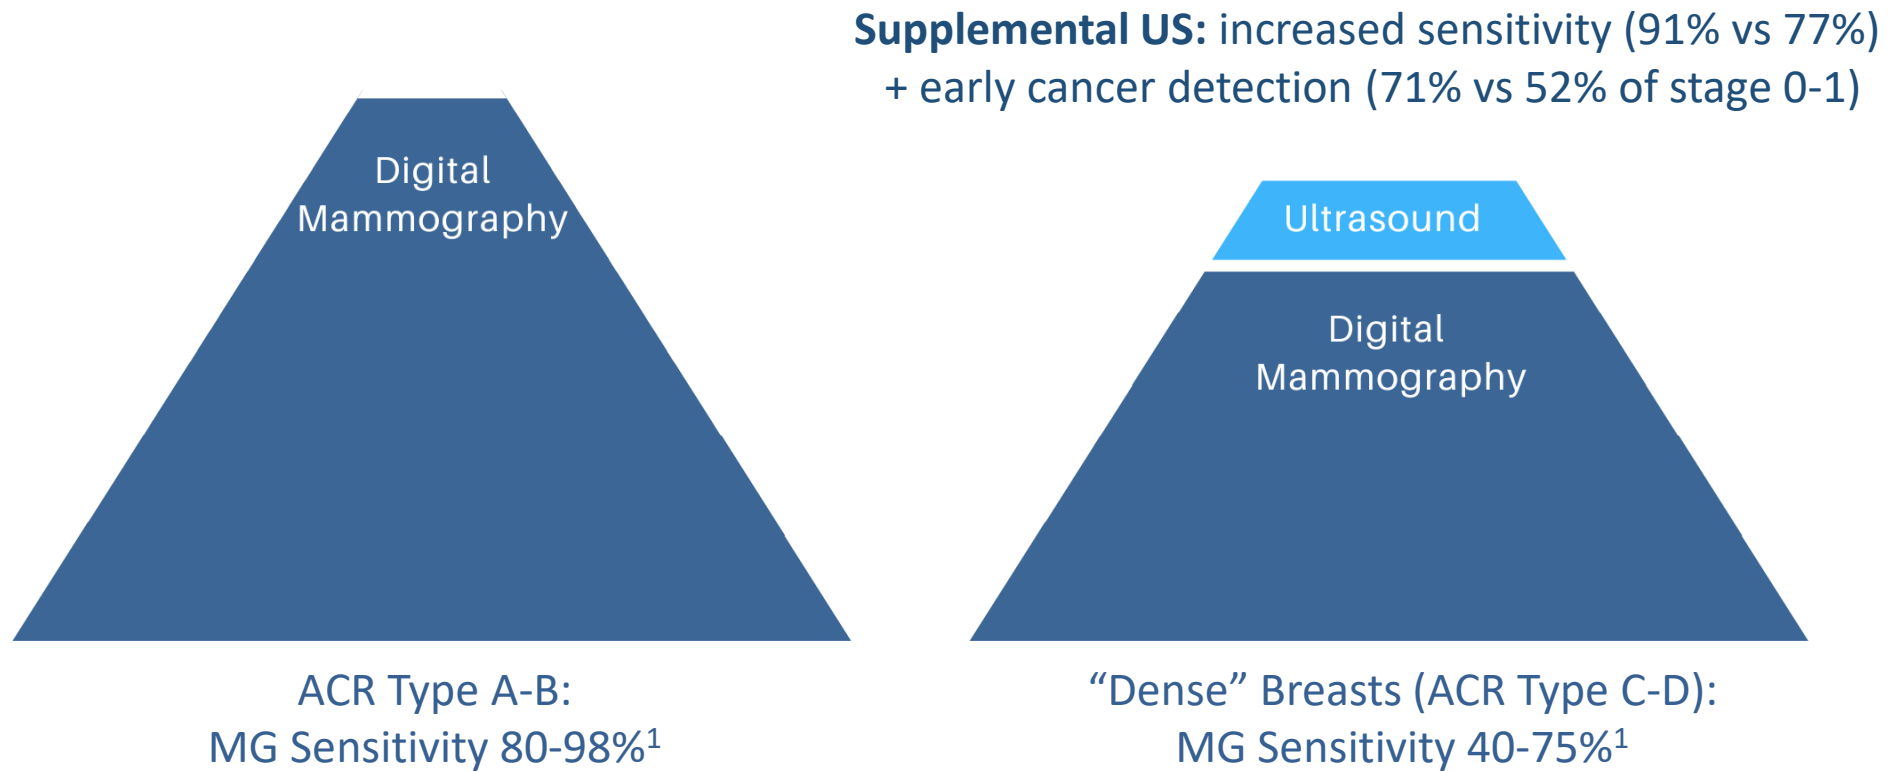 Supplemental US: increased sensitivity (91% vs 77%)
+ early cancer detection (71% vs 52% of stage 0-1)
Digital
Mammography
Ultrasound
Digital
Mammography
ACR Type A-B:
MG Sensitivity 80-98%¹
“Dense” Breasts (ACR Type C-D):
MG Sensitivity 40-75%¹